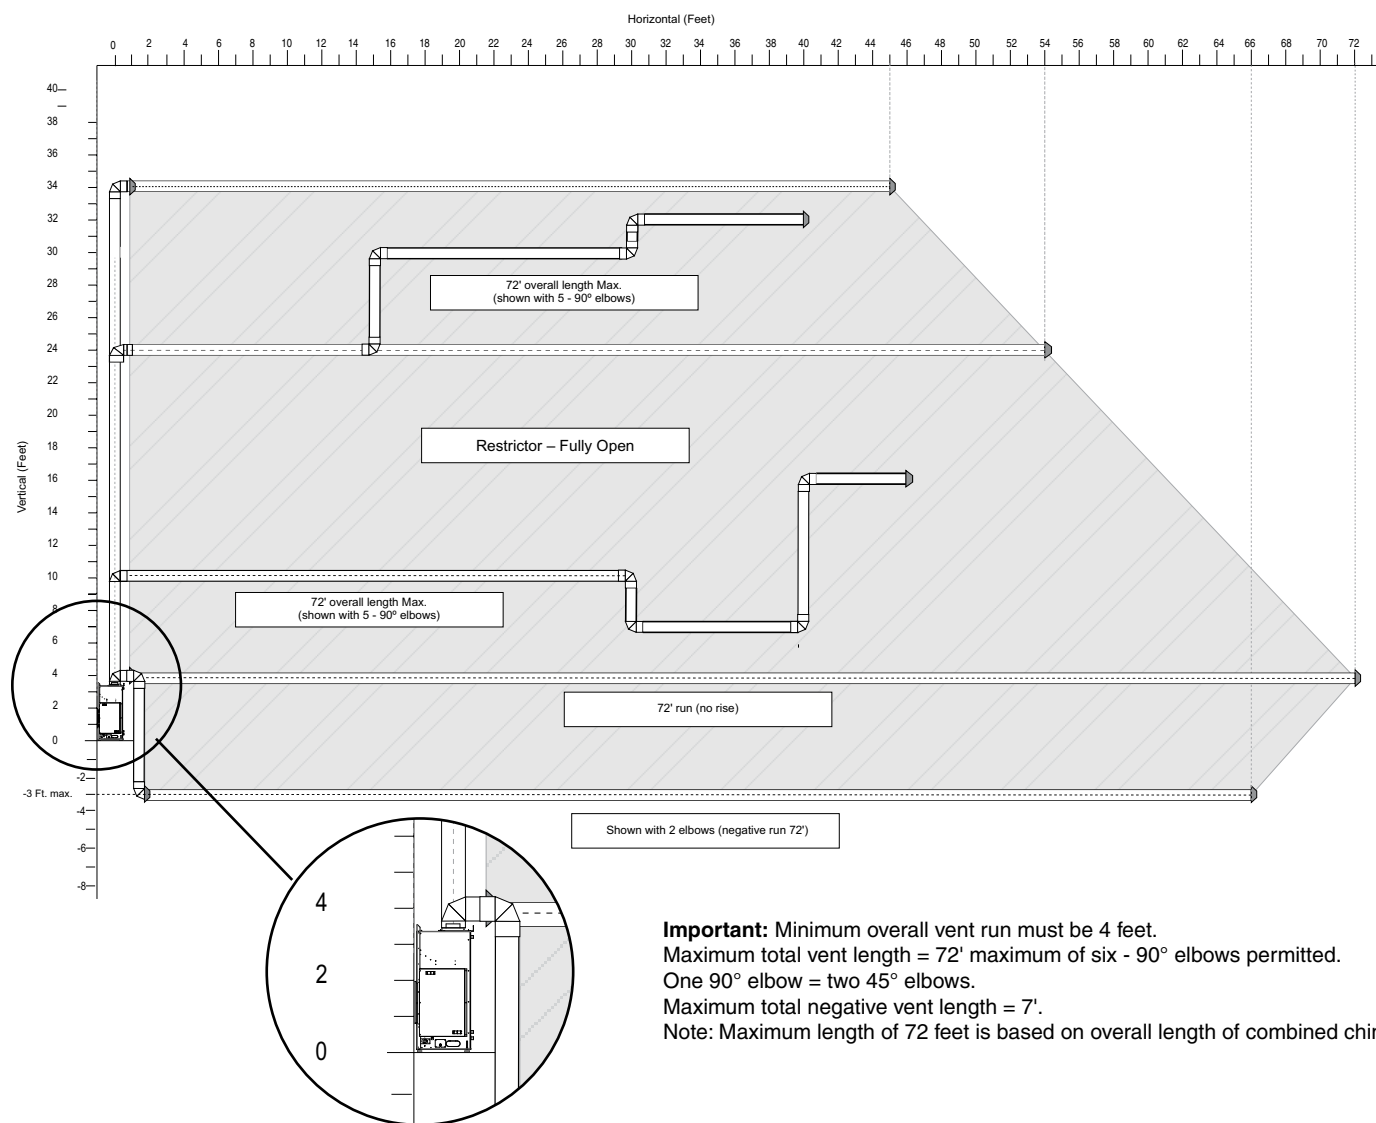 Horizontal (Feet)
0 2 4 6 8 10 12 14 16 18 20 22 24 26 28 30 32 34 36 38 40 42 44 46 48 50 52 54 56 58 60 62 64 66 68 70 72
Vertical (Feet)
40
38
36
34
32
30
28
26
24
22
20
18
16
14
12
10
8
6
4
2
0
-2
-3 Ft. max.
-4
-6
-8
72' overall length Max.
(shown with 5 - 90º elbows)
Restrictor – Fully Open
72' overall length Max.
(shown with 5 - 90º elbows)
72' run (no rise)
Shown with 2 elbows (negative run 72')
4
2
0
Important: Minimum overall vent run must be 4 feet.
Maximum total vent length = 72' maximum of six - 90° elbows permitted.
One 90° elbow = two 45° elbows.
Maximum total negative vent length = 7'.
Note: Maximum length of 72 feet is based on overall length of combined